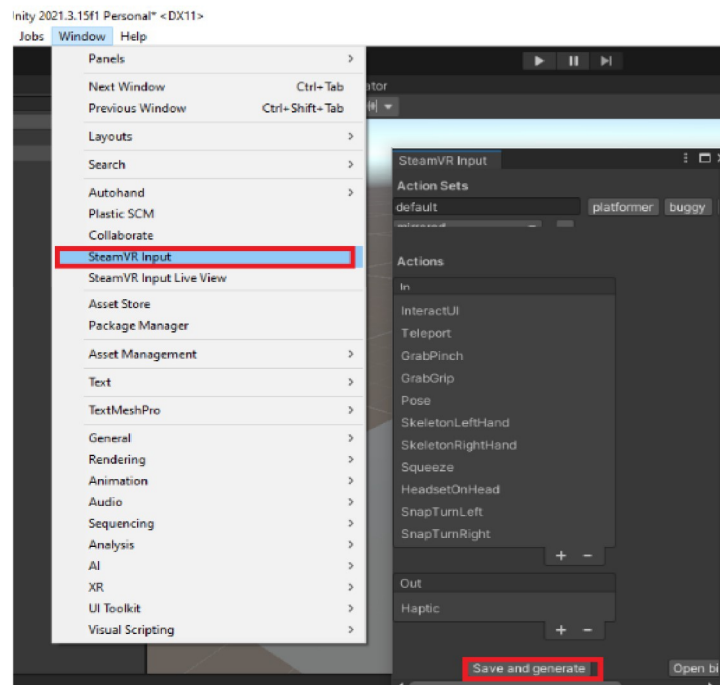 nity 2021.3.15f1 Personal* <DX11>
Jobs Window Help
Panels
Next Window Ctrl+Tab
Previous Window Ctrl+Shift+Tab
Layouts
Search
Autohand
Plastic SCM
Collaborate
SteamVR Input
SteamVR Input Live View
Asset Store
Package Manager
Asset Management
Text
TextMeshPro
General
Rendering
Animation
Audio
Sequencing
Analysis
AI
XR
UI Toolkit
Visual Scripting
ator
SteamVR Input
Action Sets
default platformer buggy
mirrored
Actions
In
InteractUI
Teleport
GrabPinch
GrabGrip
Pose
SkeletonLeftHand
SkeletonRightHand
Squeeze
HeadsetOnHead
SnapTurnLeft
SnapTurnRight
+ -
Out
Haptic
+ -
Save and generate Open bi